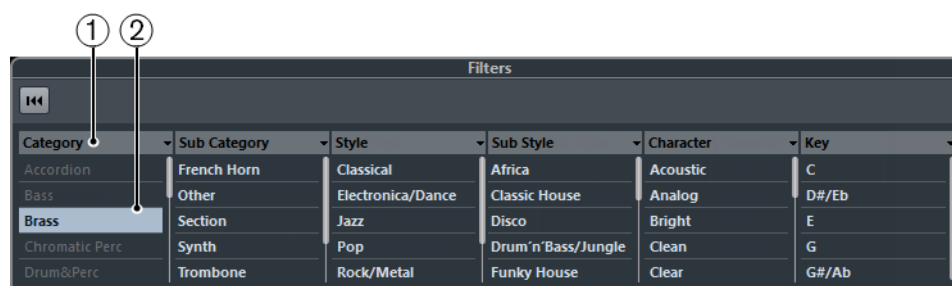 1 2
Filters
Category Sub Category Style Sub Style Character Key
Accordion French Horn Classical Africa Acoustic C
Bass Other Electronica/Dance Classic House Analog D#/Eb
Brass Section Jazz Disco Bright E
Chromatic Perc Synth Pop Drum´n´Bass/Jungle Clean G
Drum&Perc Trombone Rock/Metal Funky House Clear G#/Ab